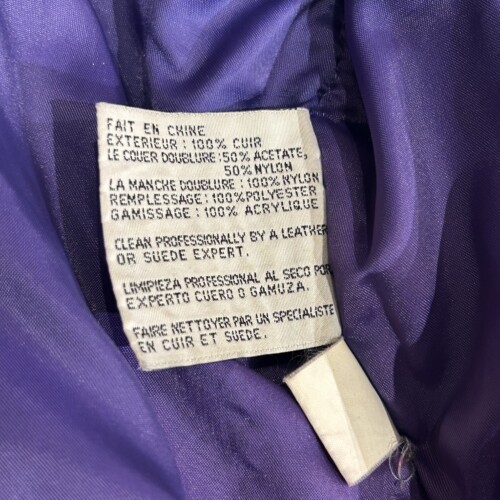 FAIT EN CHINE
EXTERIEUR : 100% CUIR
LE COUER DOUBLURE : 50% ACETATE,
50% NYLON
LA MANCHE DOUBLURE : 100% NYLON
REMPLESSAGE: 100%POLYESTER
GAMISSAGE : 100% ACRYLIQUE
CLEAN PROFESSIONALLY BY A LEATHER
OR SUEDE EXPERT.
LIMIPIEZA PROFESSIONAL AL SECO POR
EXPERTO CUERO O GAMUZA.
FAIRE NETTOYER PAR UN SPECIALISTE
EN CUIR ET SUEDE.